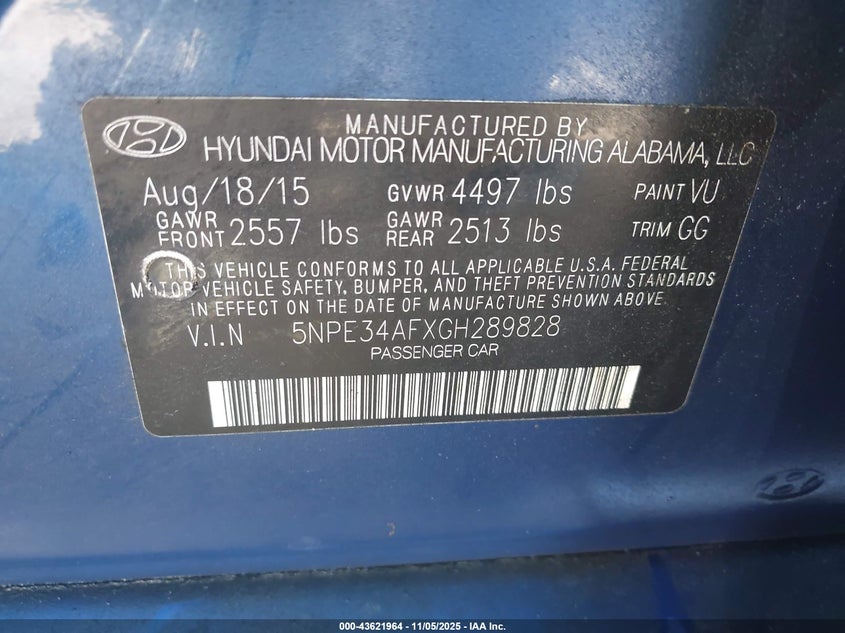 MANUFACTURED BY
HYUNDAI MOTOR MANUFACTURING ALABAMA, LLC
Aug/18/15 GVWR 4497 lbs PAINT VU
GAWR FRONT 2557 lbs GAWR REAR 2513 lbs TRIM GG
THIS VEHICLE CONFORMS TO ALL APPLICABLE U.S.A. FEDERAL
MOTOR VEHICLE SAFETY, BUMPER, AND THEFT PREVENTION STANDARDS
IN EFFECT ON THE DATE OF MANUFACTURE SHOWN ABOVE.
V.I.N 5NPE34AFXGH289828
PASSENGER CAR
000-43621964 - 11/05/2025 - IAA Inc.